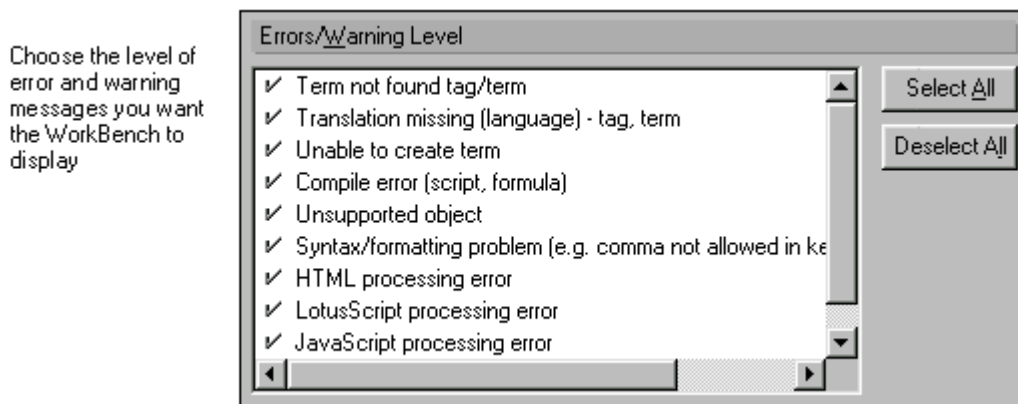 Choose the level of
error and warning
messages you want
the WorkBench to
display
Errors/Warning Level
Term not found tag/term
Translation missing (language) - tag, term
Unable to create term
Compile error (script, formula)
Unsupported object
Syntax/formatting problem (e.g. comma not allowed in ke
HTML processing error
LotusScript processing error
JavaScript processing error
Select All
Deselect All